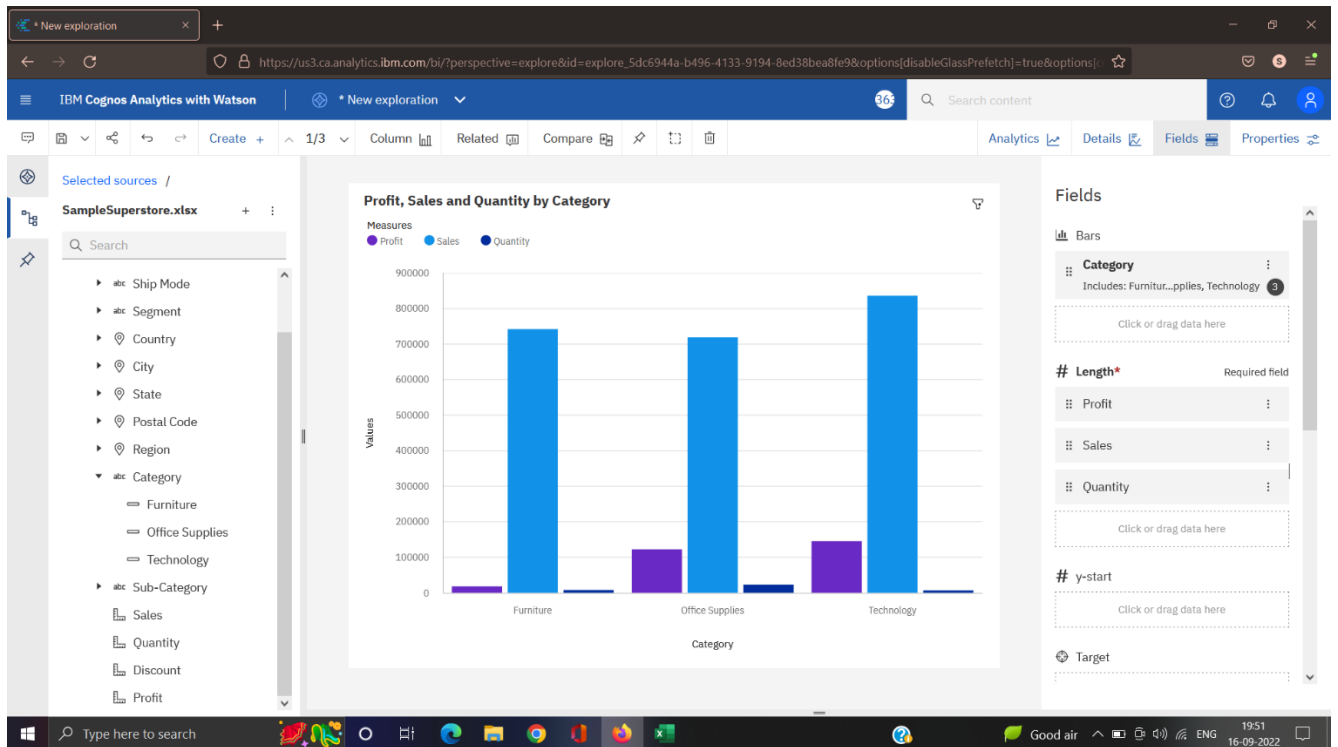 * New exploration
https://us3.ca.analytics.ibm.com/bi/?perspective=explore&id=explore_5dc6944a-b496-4133-9194-8ed38bea8fe9&options[disableGlassPrefetch]=true&options[c
S
IBM Cognos Analytics with Watson
* New exploration
363
Search content
Create +
1/3
Column
Related
Compare
Analytics
Details
Fields
Properties
Selected sources /
SampleSuperstore.xlsx
Search
abc Ship Mode
abc Segment
Country
City
State
Postal Code
Region
abc Category
Furniture
Office Supplies
Technology
abc Sub-Category
Sales
Quantity
Discount
Profit
Profit, Sales and Quantity by Category
Measures
Profit Sales Quantity
900000
800000
700000
600000
500000
400000
300000
200000
100000
0
Values
Furniture Office Supplies Technology
Category
Fields
Bars
Category
Includes: Furnitur...pplies, Technology 3
Click or drag data here
# Length* Required field
Profit
Sales
Quantity
Click or drag data here
# y-start
Click or drag data here
Target
Type here to search
Good air
ENG
19:51
16-09-2022